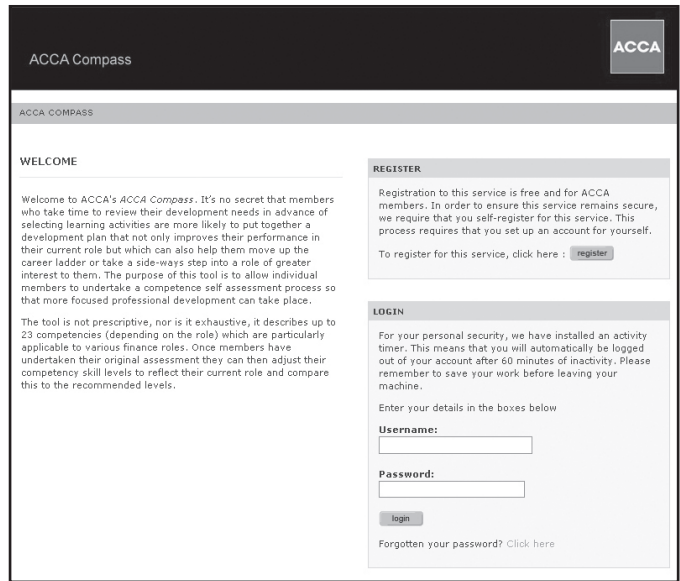 ACCA Compass
ACCA
ACCA COMPASS
WELCOME
Welcome to ACCA's ACCA Compass. It's no secret that members
who take time to review their development needs in advance of
selecting learning activities are more likely to put together a
development plan that not only improves their performance in
their current role but which can also help them move up the
career ladder or take a side-ways step into a role of greater
interest to them. The purpose of this tool is to allow individual
members to undertake a competence self assessment process so
that more focused professional development can take place.
The tool is not prescriptive, nor is it exhaustive, it describes up to
23 competencies (depending on the role) which are particularly
applicable to various finance roles. Once members have
undertaken their original assessment they can then adjust their
competency skill levels to reflect their current role and compare
this to the recommended levels.
REGISTER
Registration to this service is free and for ACCA
members. In order to ensure this service remains secure,
we require that you self-register for this service. This
process requires that you set up an account for yourself.
To register for this service, click here : register
LOGIN
For your personal security, we have installed an activity
timer. This means that you will automatically be logged
out of your account after 60 minutes of inactivity. Please
remember to save your work before leaving your
machine.
Enter your details in the boxes below
Username:
Password:
login
Forgotten your password? Click here